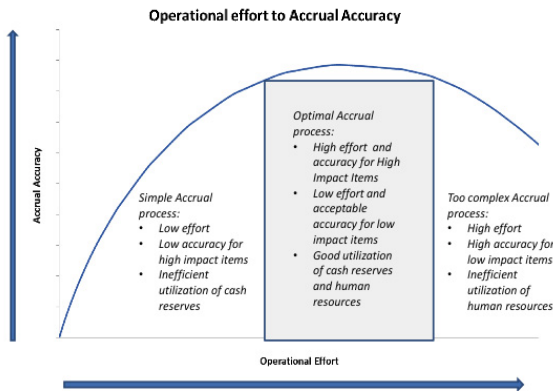 Operational effort to Accrual Accuracy
Accrual Accuracy
Simple Accrual
process:
• Low effort
• Low accuracy for
high impact items
• Inefficient
utilization of cash
reserves
Optimal Accrual
process:
• High effort and
accuracy for High
Impact Items
• Low effort and
acceptable
accuracy for low
impact items
• Good utilization
of cash reserves
and human
resources
Too complex Accrual
process:
• High effort
• High accuracy for
low impact items
• Inefficient
utilization of
human resources
Operational Effort